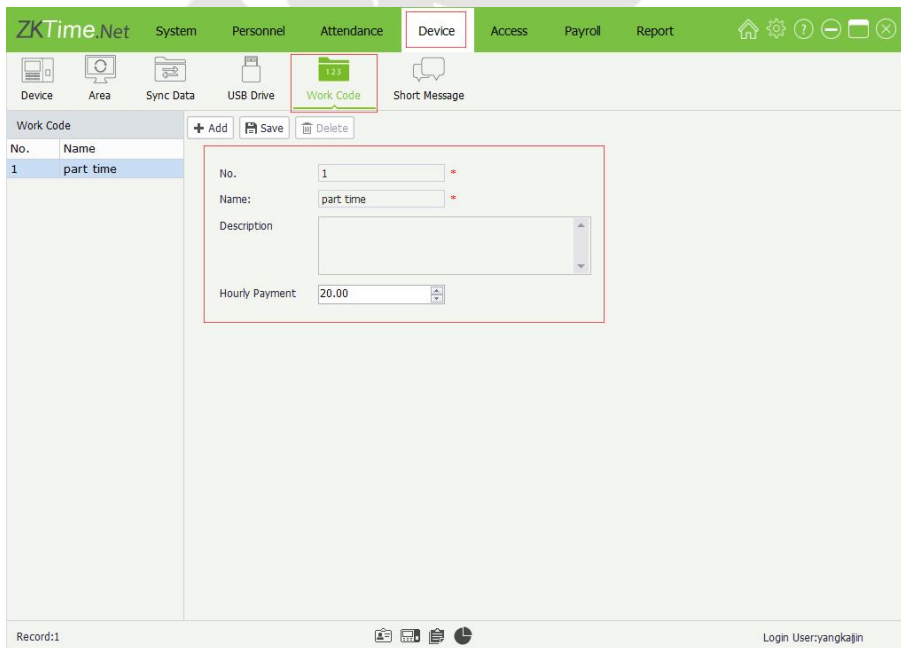 ZKTime.Net System Personnel Attendance Device Access Payroll Report
123
Device Area Sync Data USB Drive Work Code Short Message
Work Code
Add Save Delete
No. Name
1 part time
No. 1 *
Name: part time *
Description
Hourly Payment 20.00
Record:1
Login User:yangkaijin